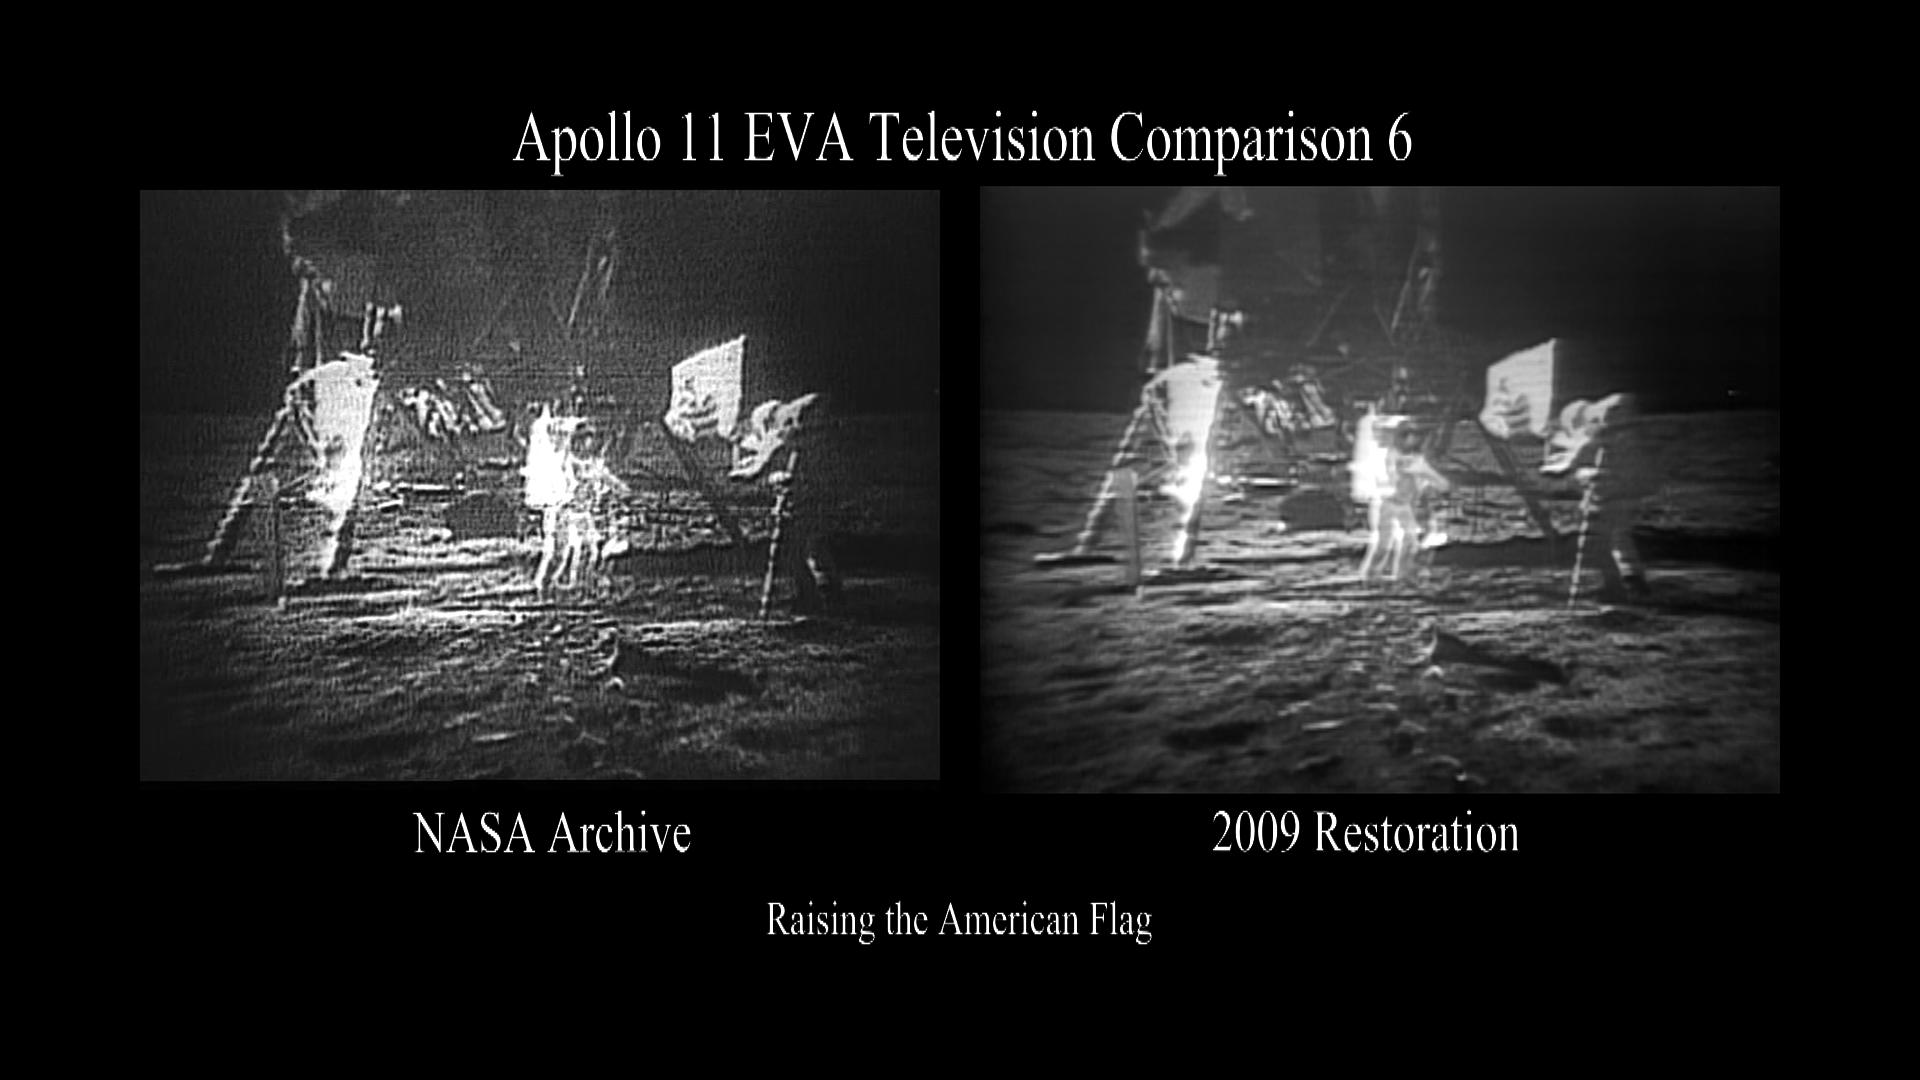 Apollo 11 EVA Television Comparison 6
NASA Archive
2009 Restoration
Raising the American Flag